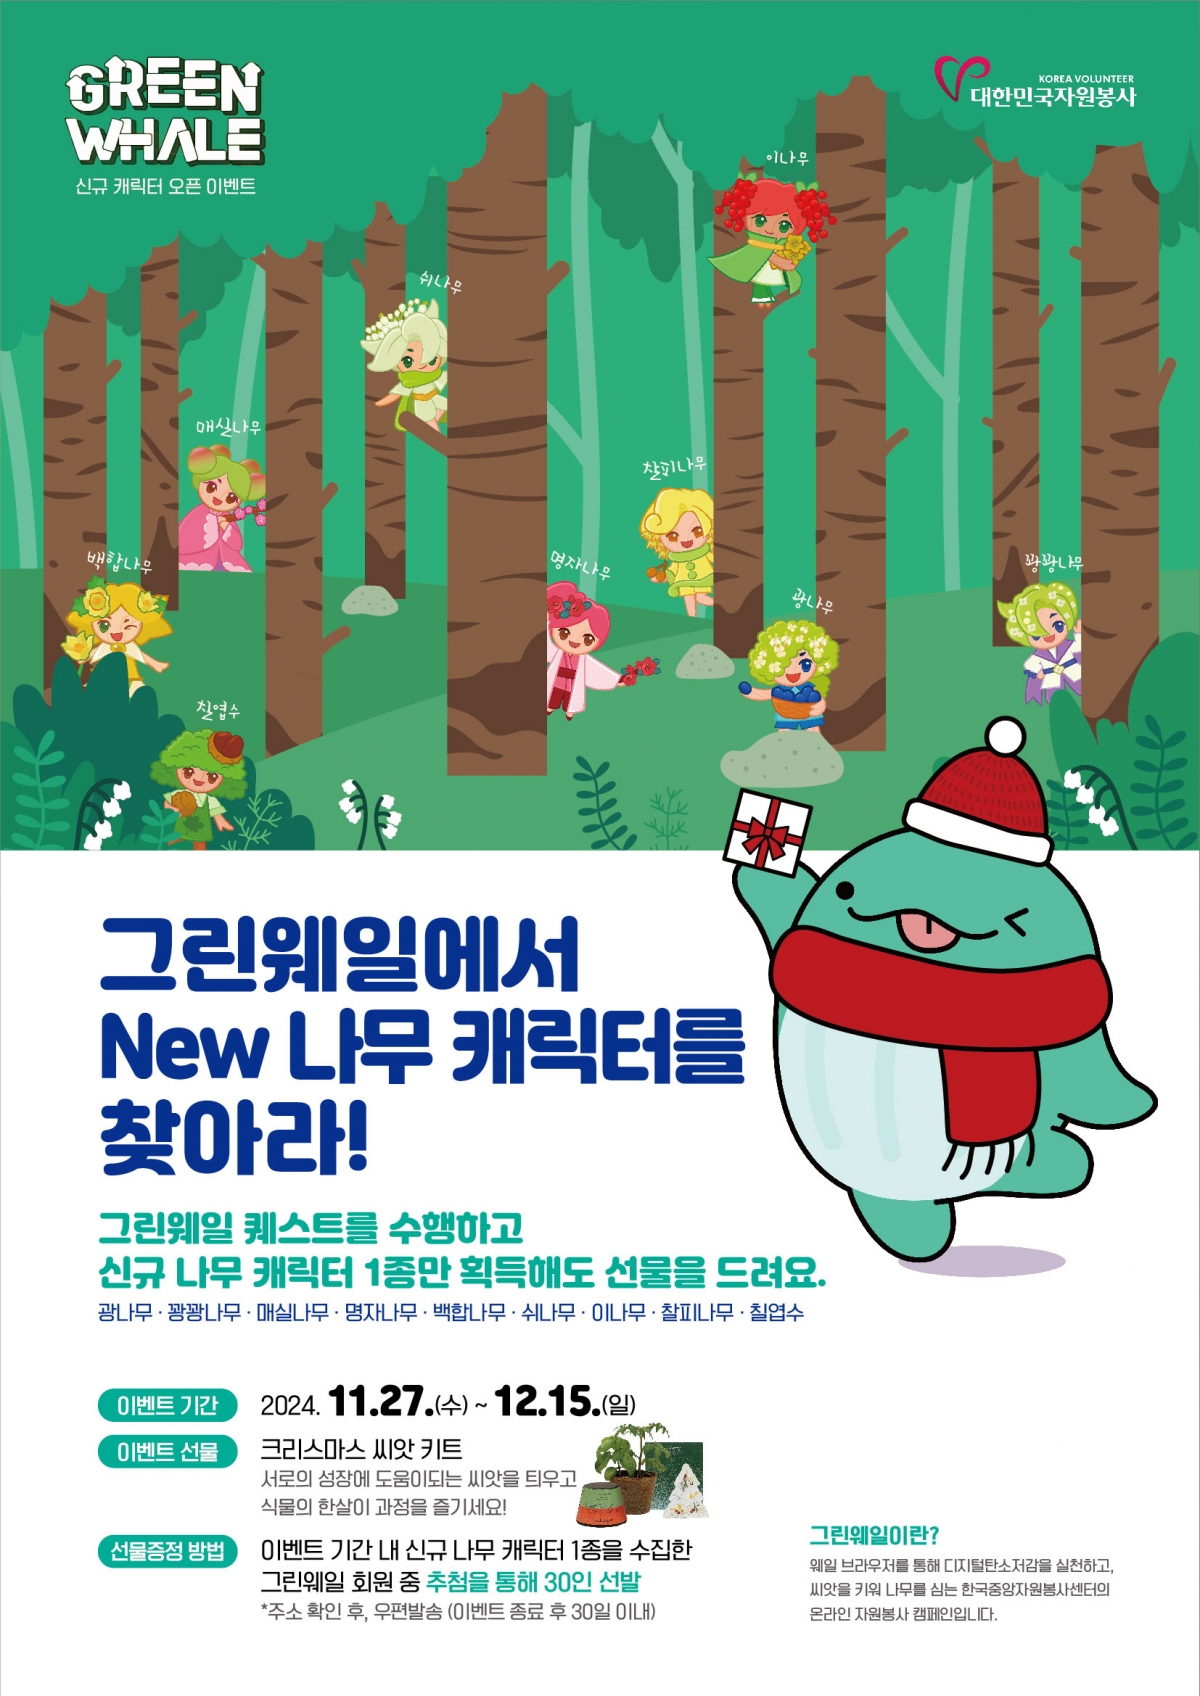 GREEN
WHALE
신규 캐릭터 오픈 이벤트
KOREA VOLUNTEER
대한민국자원봉사
이나무
쉬나무
매실나무
찰피나무
백합나무
명자나무
꽝꽝나무
광나무
칠엽수
그린웨일에서
New 나무 캐릭터를
찾아라!
그린웨일 퀘스트를 수행하고
신규 나무 캐릭터 1종만 획득해도 선물을 드려요.
광나무 · 꽝꽝나무 · 매실나무 · 명자나무 · 백합나무 · 쉬나무 · 이나무 · 찰피나무 · 칠엽수
이벤트 기간 2024. 11.27.(수) ~ 12.15.(일)
이벤트 선물 크리스마스 씨앗 키트
서로의 성장에 도움이되는 씨앗을 틔우고
식물의 한살이 과정을 즐기세요!
선물증정 방법 이벤트 기간 내 신규 나무 캐릭터 1종을 수집한
그린웨일 회원 중 추첨을 통해 30인 선발
*주소 확인 후, 우편발송 (이벤트 종료 후 30일 이내)
그린웨일이란?
웨일 브라우저를 통해 디지털탄소저감을 실천하고,
씨앗을 키워 나무를 심는 한국중앙자원봉사센터의
온라인 자원봉사 캠페인입니다.